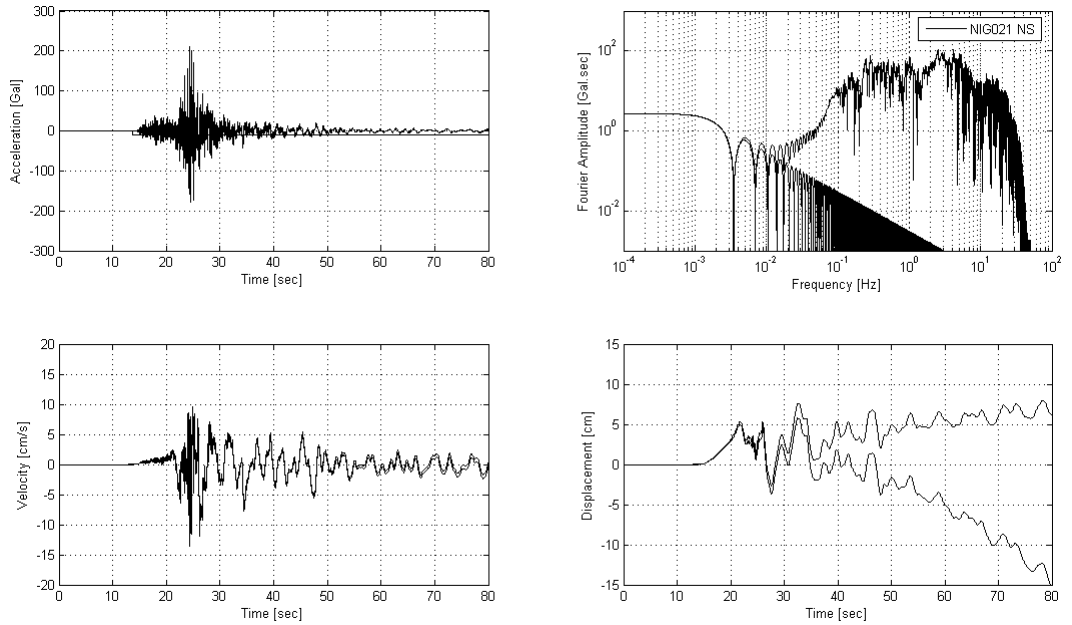 300
200
100
0
-100
-200
-300
Acceleration [Gal]
0 10 20 30 40 50 60 70 80
Time [sec]
NIG021 NS
10^2
10^0
10^-2
Fourier Amplitude [Gal.sec]
10^-4 10^-3 10^-2 10^-1 10^0 10^1 10^2
Frequency [Hz]
20
15
10
5
0
-5
-10
-15
-20
Velocity [cm/s]
0 10 20 30 40 50 60 70 80
Time [sec]
15
10
5
0
-5
-10
-15
Displacement [cm]
0 10 20 30 40 50 60 70 80
Time [sec]